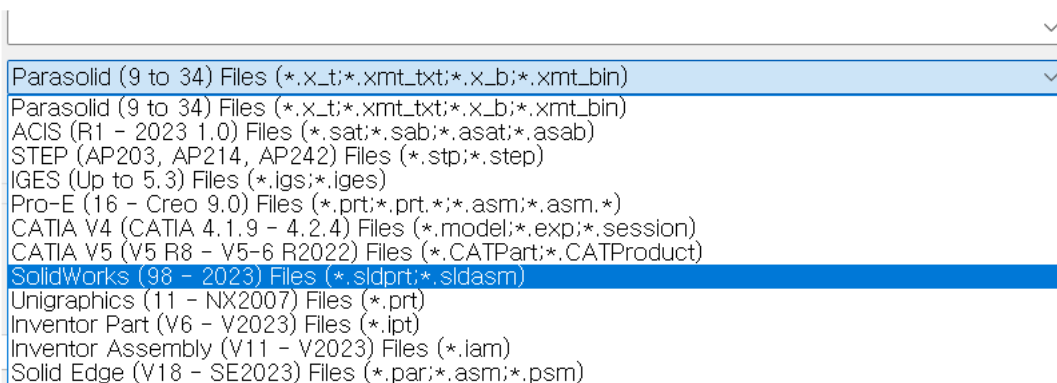 Parasolid (9 to 34) Files (*.x_t;*.xmt_txt;*.x_b;*.xmt_bin)
Parasolid (9 to 34) Files (*.x_t;*.xmt_txt;*.x_b;*.xmt_bin)
ACIS (R1 - 2023 1.0) Files (*.sat;*.sab;*.asat;*.asab)
STEP (AP203, AP214, AP242) Files (*.stp;*.step)
IGES (Up to 5.3) Files (*.igs;*.iges)
Pro-E (16 - Creo 9.0) Files (*.prt;*.prt.*;*.asm;*.asm.*)
CATIA V4 (CATIA 4.1.9 - 4.2.4) Files (*.model;*.exp;*.session)
CATIA V5 (V5 R8 - V5-6 R2022) Files (*.CATPart;*.CATProduct)
SolidWorks (98 - 2023) Files (*.sldprt;*.sldasm)
Unigraphics (11 - NX2007) Files (*.prt)
Inventor Part (V6 - V2023) Files (*.ipt)
Inventor Assembly (V11 - V2023) Files (*.iam)
Solid Edge (V18 - SE2023) Files (*.par;*.asm;*.psm)